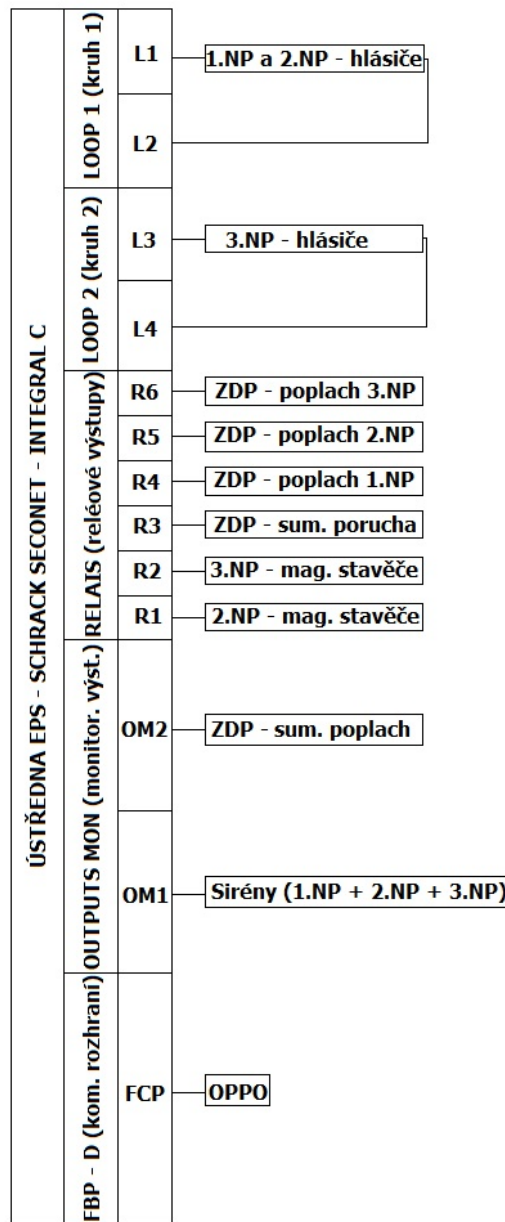 ÚSTŘEDNA EPS - SCHRACK SECONET - INTEGRAL C
LOOP 1 (kruh 1)
L1
1.NP a 2.NP - hlásiče
L2
LOOP 2 (kruh 2)
L3
3.NP - hlásiče
L4
RELAIS (reléové výstupy)
R6
ZDP - poplach 3.NP
R5
ZDP - poplach 2.NP
R4
ZDP - poplach 1.NP
R3
ZDP - sum. porucha
R2
3.NP - mag. stavěče
R1
2.NP - mag. stavěče
OUTPUTS MON (monitor. výst.)
OM2
ZDP - sum. poplach
OM1
Sirény (1.NP + 2.NP + 3.NP)
FBP - D (kom. rozhraní)
FCP
OPPO